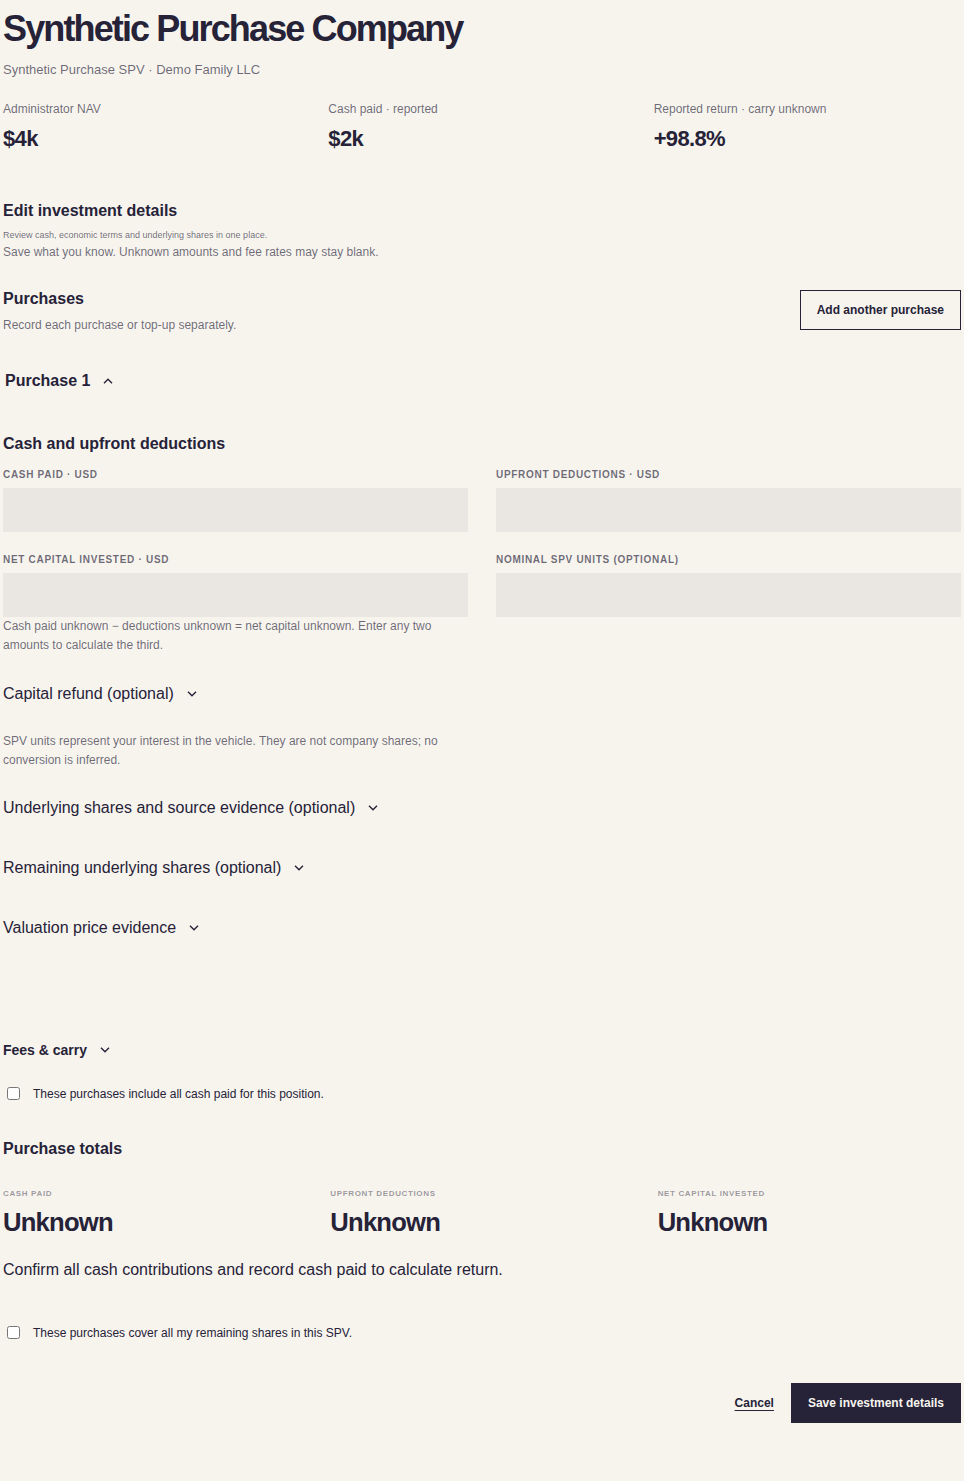 Synthetic Purchase Company
Synthetic Purchase SPV · Demo Family LLC
Administrator NAV
Cash paid · reported
Reported return · carry unknown
$4k
$2k
+98.8%
Edit investment details
Review cash, economic terms and underlying shares in one place.
Save what you know. Unknown amounts and fee rates may stay blank.
Purchases
Add another purchase
Record each purchase or top-up separately.
Purchase 1
Cash and upfront deductions
CASH PAID · USD
UPFRONT DEDUCTIONS · USD
NET CAPITAL INVESTED · USD
NOMINAL SPV UNITS (OPTIONAL)
Cash paid unknown − deductions unknown = net capital unknown. Enter any two
amounts to calculate the third.
Capital refund (optional)
SPV units represent your interest in the vehicle. They are not company shares; no
conversion is inferred.
Underlying shares and source evidence (optional)
Remaining underlying shares (optional)
Valuation price evidence
Fees & carry
These purchases include all cash paid for this position.
Purchase totals
CASH PAID
UPFRONT DEDUCTIONS
NET CAPITAL INVESTED
Unknown
Unknown
Unknown
Confirm all cash contributions and record cash paid to calculate return.
These purchases cover all my remaining shares in this SPV.
Cancel
Save investment details